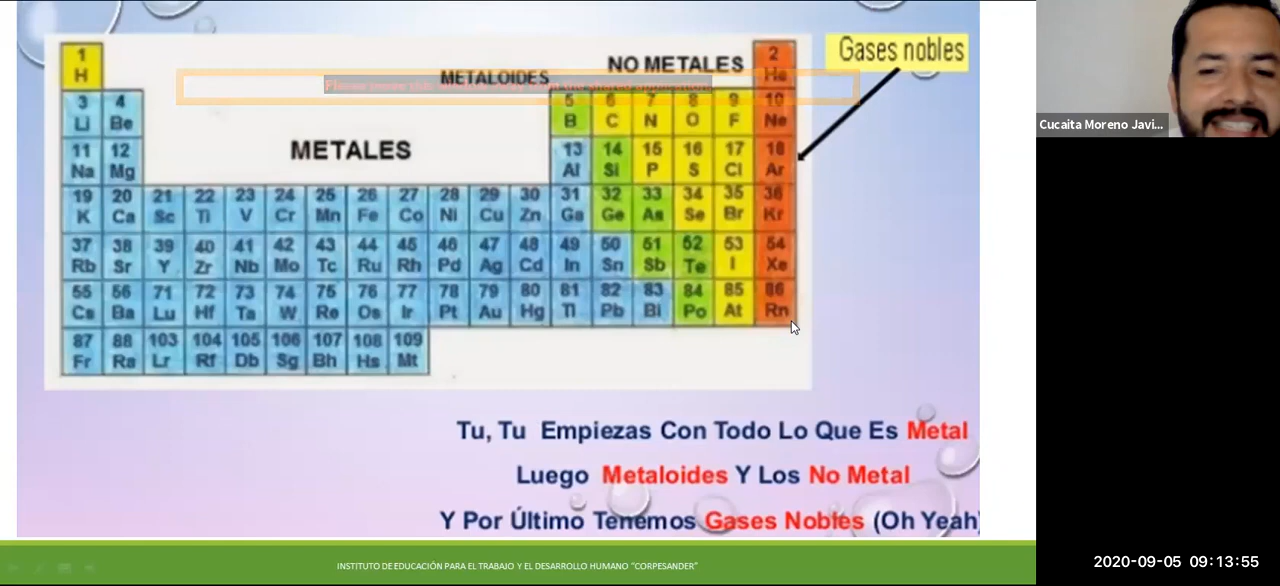 Gases nobles
NO METALES
METALOIDES
METALES
1 2
H He
3 4 5 6 7 8 9 10
Li Be B C N O F Ne
11 12 13 14 15 16 17 18
Na Mg Al Si P S Cl Ar
19 20 21 22 23 24 25 26 27 28 29 30 31 32 33 34 35 36
K Ca Sc Ti V Cr Mn Fe Co Ni Cu Zn Ga Ge As Se Br Kr
37 38 39 40 41 42 43 44 45 46 47 48 49 50 51 52 53 54
Rb Sr Y Zr Nb Mo Tc Ru Rh Pd Ag Cd In Sn Sb Te I Xe
55 56 71 72 73 74 75 76 77 78 79 80 81 82 83 84 85 86
Cs Ba Lu Hf Ta W Re Os Ir Pt Au Hg Tl Pb Bi Po At Rn
87 88 103 104 105 106 107 108 109
Fr Ra Lr Rf Db Sg Bh Hs Mt
Tu, Tu Empiezas Con Todo Lo Que Es Metal
Luego Metaloides Y Los No Metal
Y Por Último Tenemos Gases Nobles (Oh Yeah)
INSTITUTO DE EDUCACIÓN PARA EL TRABAJO Y EL DESARROLLO HUMANO "CORPESANDER"
Cucaita Moreno Javi...
2020-09-05 09:13:55